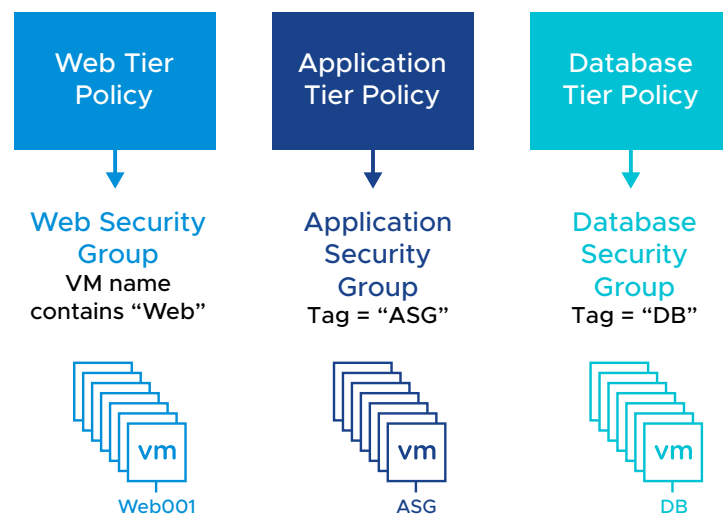 Web Tier
Policy
Application
Tier Policy
Database
Tier Policy
Web Security
Group
VM name
contains “Web”
Application
Security
Group
Tag = “ASG”
Database
Security
Group
Tag = “DB”
vm
Web001
vm
ASG
vm
DB